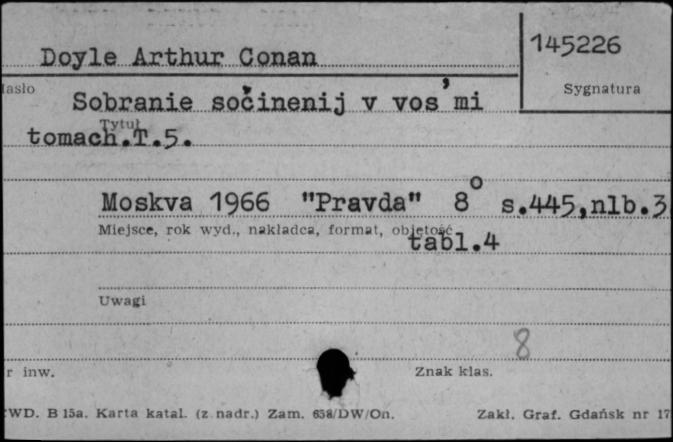 Doyle Arthur Conan
145226
Hasło
Sygnatura
Sobranie sočinenij v vos'mi
Tytuł
tomach.T.5.
Moskva 1966 "Pravda" 8° s.445,nlb.3
Miejsce, rok wyd., nakładca, format, objętość
tabl.4
Uwagi
8
r inw.
Znak klas.
WD. B 15a. Karta katal. (z nadr.) Zam. 638/DW/On.
Zakł. Graf. Gdańsk nr 17